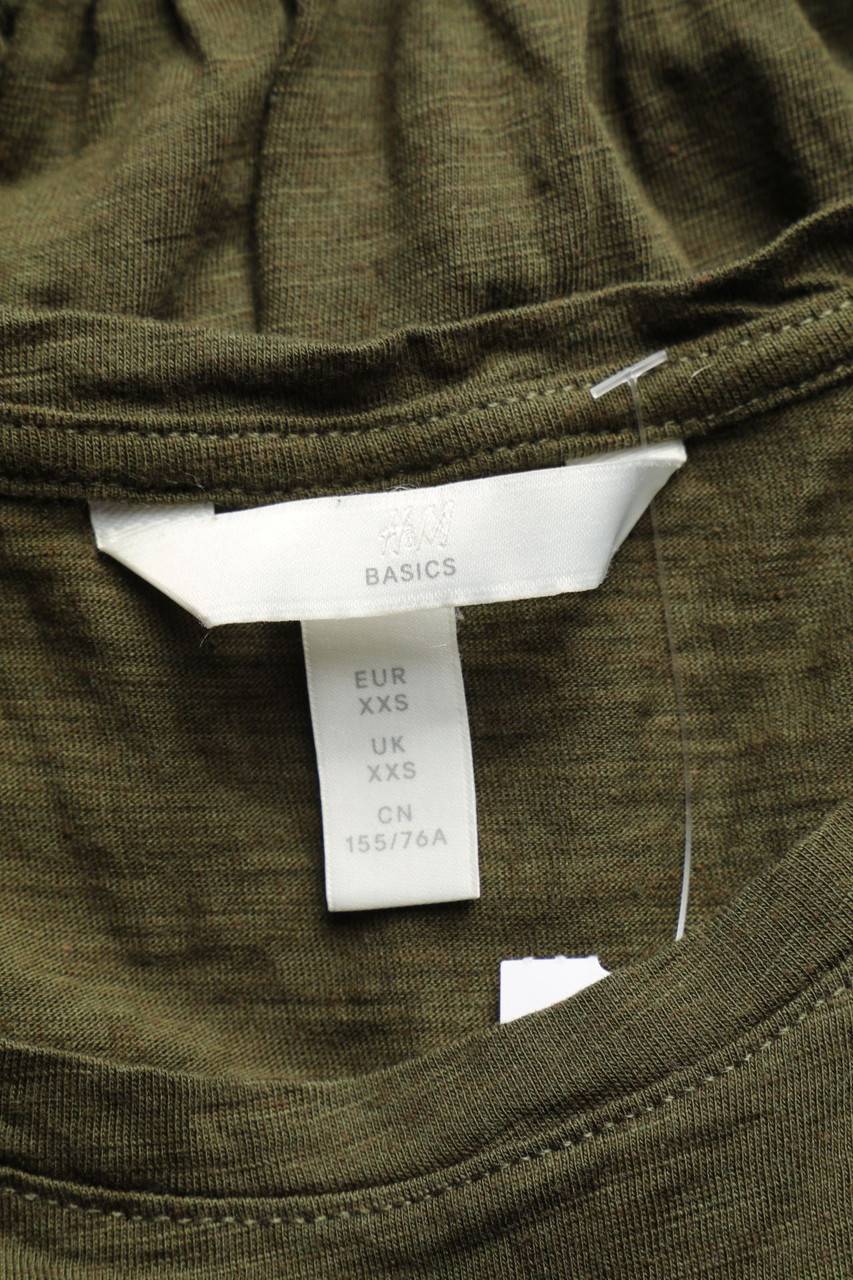 H&M
BASICS
EUR
XXS
UK
XXS
CN
155/76A